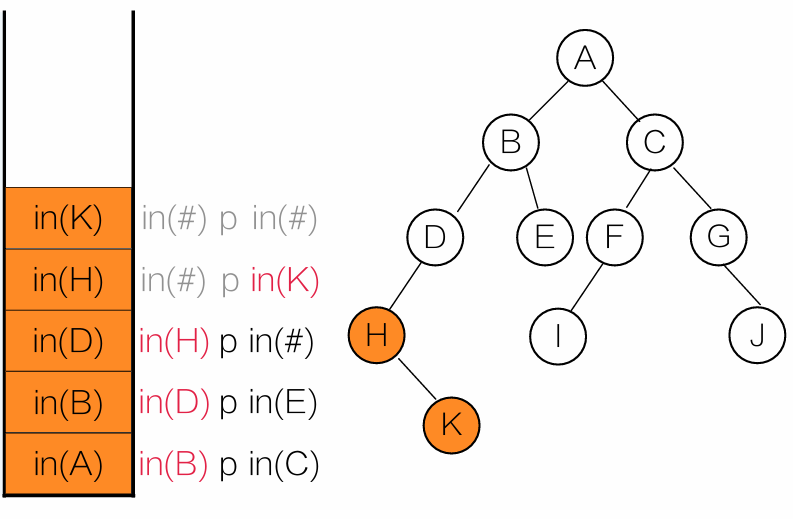 in(K) in(#) p in(#)
in(H) in(#) p in(K)
in(D) in(H) p in(#)
in(B) in(D) p in(E)
in(A) in(B) p in(C)
A
B C
D E F G
H I J
K